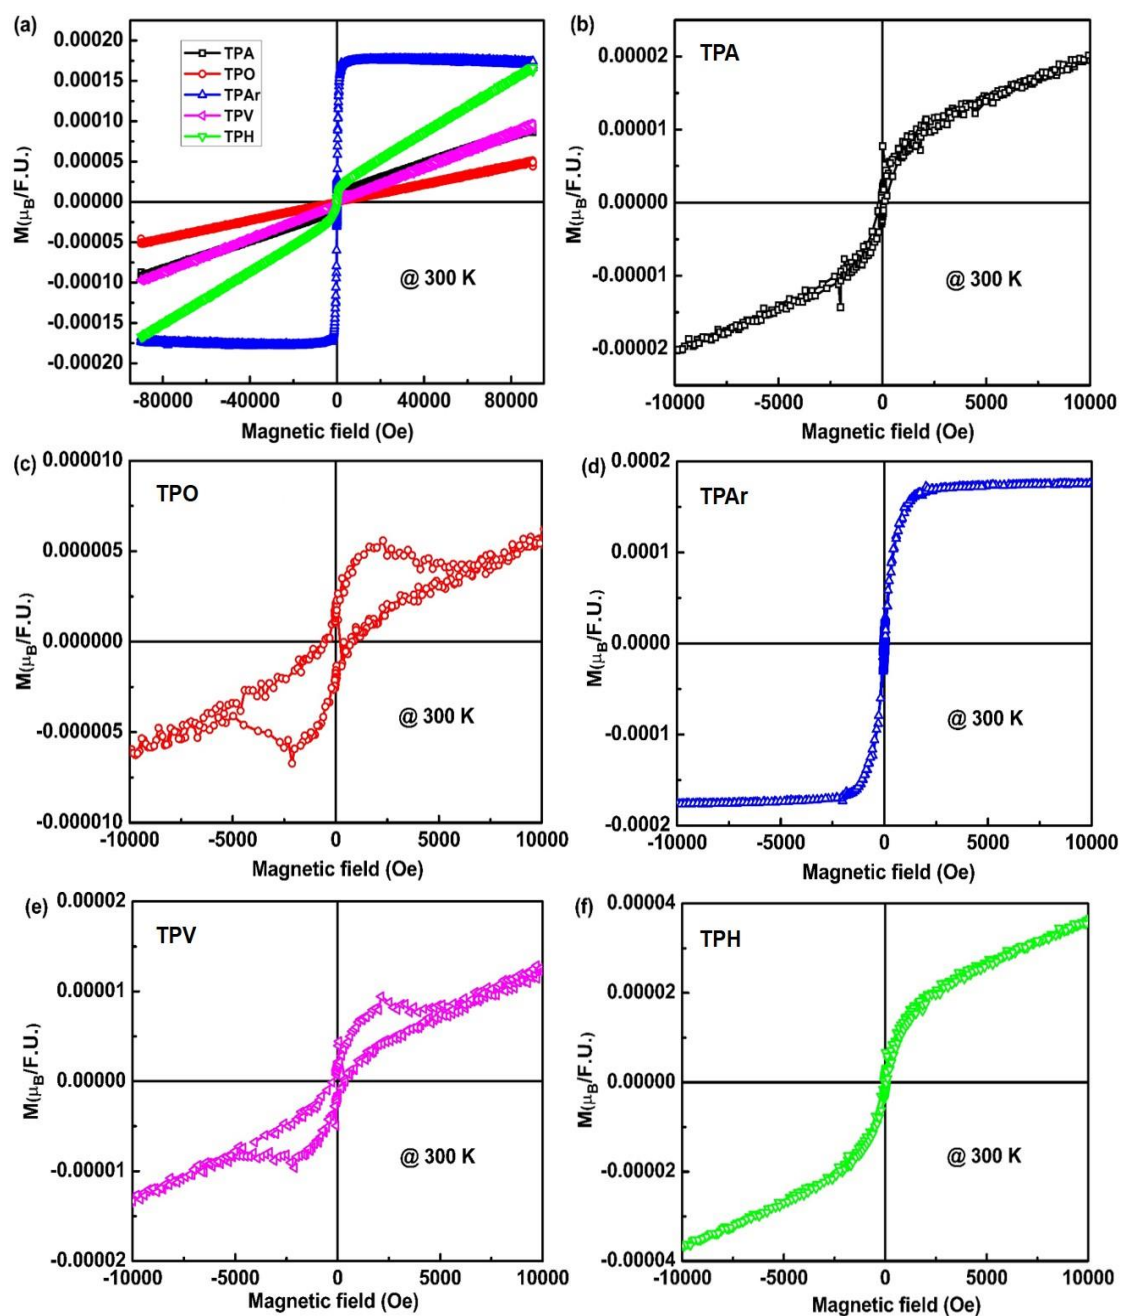 (a)
0.00020
0.00015
0.00010
0.00005
0.00000
-0.00005
-0.00010
-0.00015
-0.00020
M(μB/F.U.)
TPA
TPO
TPAr
TPV
TPH
@ 300 K
-80000 -40000 0 40000 80000
Magnetic field (Oe)
(b)
TPA
0.00002
0.00001
0.00000
-0.00001
-0.00002
M(μB/F.U.)
@ 300 K
-10000 -5000 0 5000 10000
Magnetic field (Oe)
(c)
TPO
0.000010
0.000005
0.000000
-0.000005
-0.000010
M(μB/F.U.)
@ 300 K
-10000 -5000 0 5000 10000
Magnetic field (Oe)
(d)
TPAr
0.0002
0.0001
0.0000
-0.0001
-0.0002
M(μB/F.U.)
@ 300 K
-10000 -5000 0 5000 10000
Magnetic field (Oe)
(e)
TPV
0.00002
0.00001
0.00000
-0.00001
-0.00002
M(μB/F.U.)
@ 300 K
-10000 -5000 0 5000 10000
Magnetic field (Oe)
(f)
TPH
0.00004
0.00002
0.00000
-0.00002
-0.00004
M(μB/F.U.)
@ 300 K
-10000 -5000 0 5000 10000
Magnetic field (Oe)